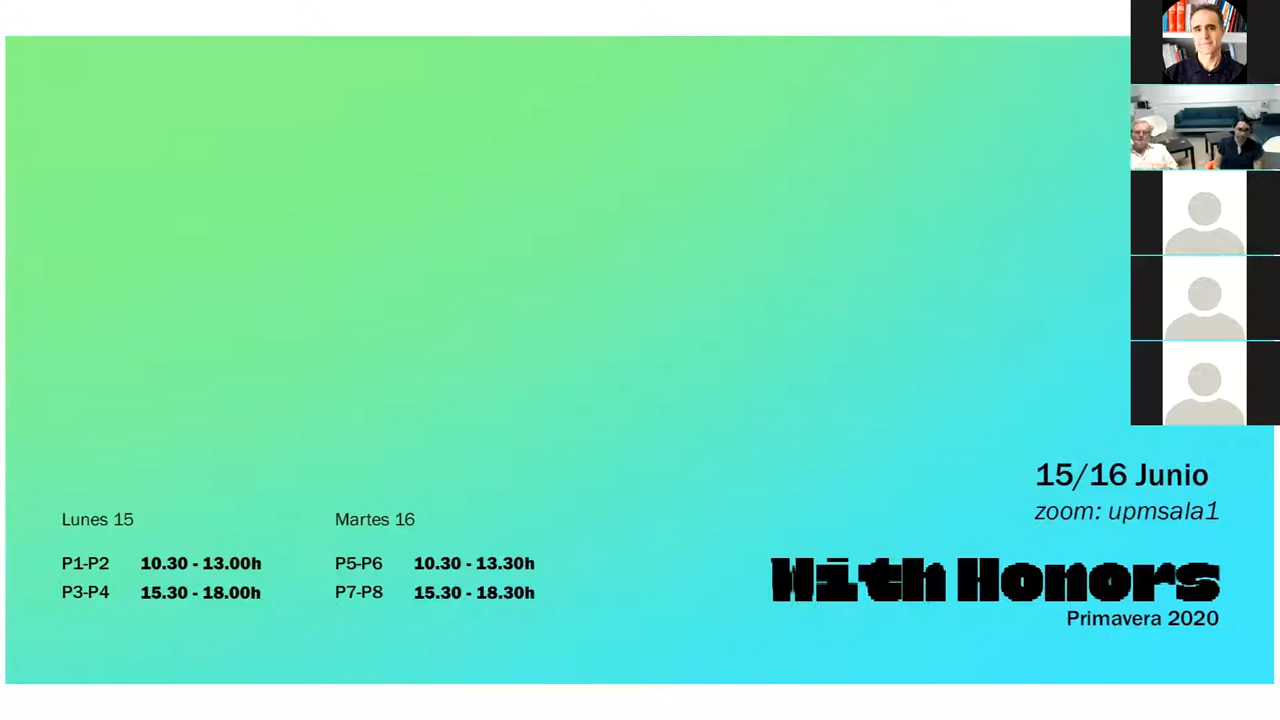 15/16 Junio
zoom: upmsala1
Lunes 15
Martes 16
P1-P2 10.30 - 13.00h
P5-P6 10.30 - 13.30h
P3-P4 15.30 - 18.00h
P7-P8 15.30 - 18.30h
With Honors
Primavera 2020